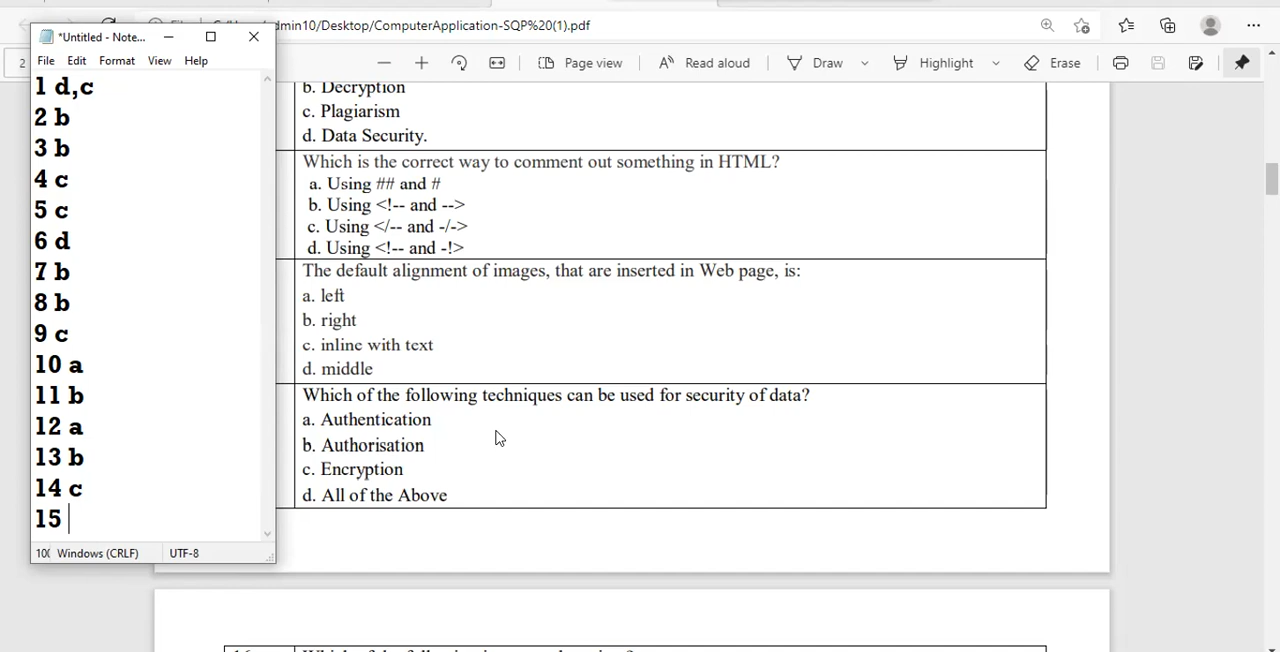 C:/Users/admin10/Desktop/ComputerApplication-SQP%20(1).pdf
*Untitled - Note...
File Edit Format View Help
2
Page view
Read aloud
Draw
Highlight
Erase
1 d,c
2 b
3 b
4 c
5 c
6 d
7 b
8 b
9 c
10 a
11 b
12 a
13 b
14 c
15
100 Windows (CRLF) UTF-8
b. Decryption
c. Plagiarism
d. Data Security.
Which is the correct way to comment out something in HTML?
a. Using ## and #
b. Using <!-- and -->
c. Using </-- and -/->
d. Using <!-- and -!>
The default alignment of images, that are inserted in Web page, is:
a. left
b. right
c. inline with text
d. middle
Which of the following techniques can be used for security of data?
a. Authentication
b. Authorisation
c. Encryption
d. All of the Above